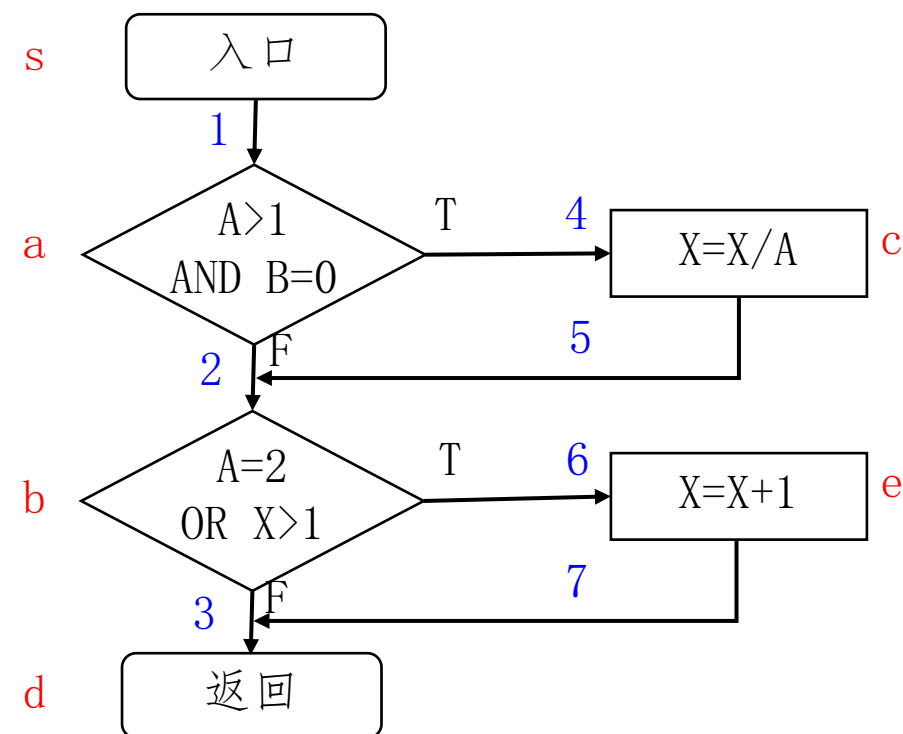 s
入口
1
a
A>1
AND B=0
T
4
X=X/A
c
2
F
5
b
A=2
OR X>1
T
6
X=X+1
e
3
F
7
d
返回